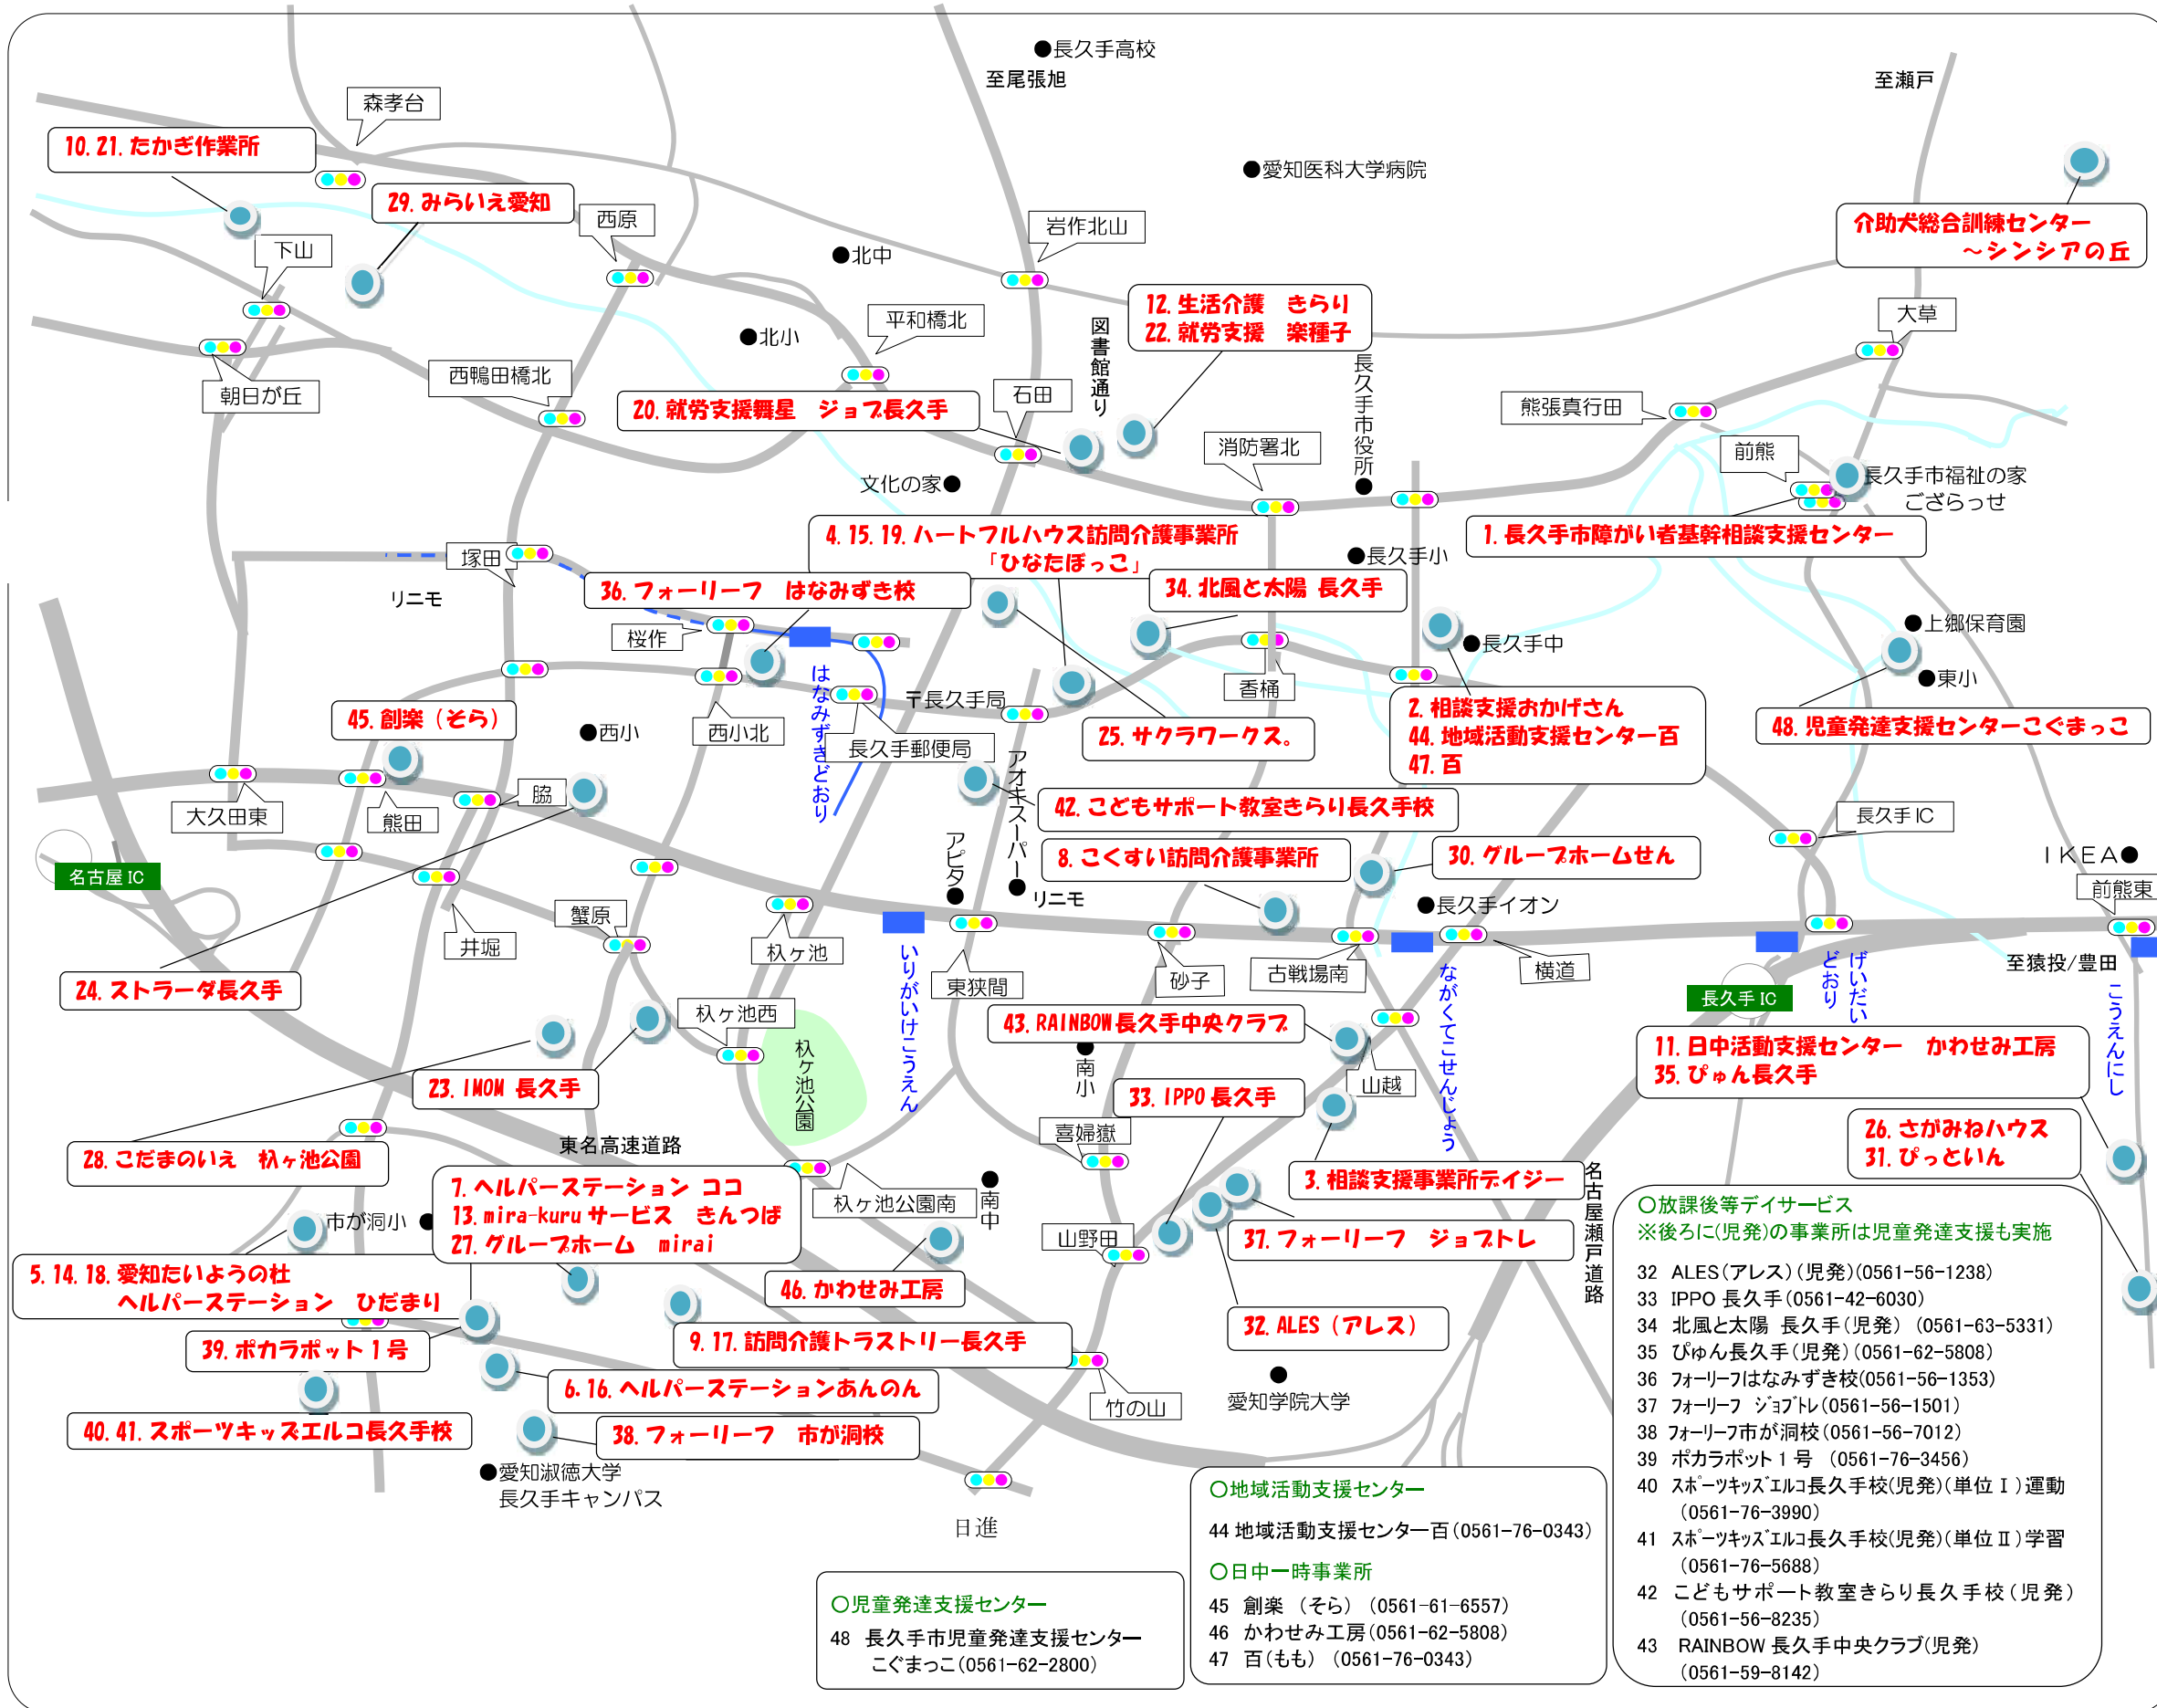 ●長久手高校
至尾張旭
至瀬戸
森孝台
10. 21. たかぎ作業所
●愛知医科大学病院
29. みらいえ愛知
西原
岩作北山
介助犬総合訓練センター
～シンシアの丘
下山
●北中
12. 生活介護　きらり
22. 就労支援　楽種子
大草
平和橋北
図書館通り
●北小
長久手市役所●
西鴨田橋北
朝日が丘
石田
20. 就労支援舞星　ジョブ長久手
熊張真行田
消防署北
前熊
文化の家●
長久手市福祉の家
ござらっせ
4. 15. 19. ハートフルハウス訪問介護事業所
「ひなたぼっこ」
1. 長久手市障がい者基幹相談支援センター
塚田
●長久手小
リニモ
36. フォーリーフ　はなみずき校
34. 北風と太陽 長久手
桜作
●上郷保育園
●長久手中
はなみずきどおり
香桶
●東小
〒長久手局
45. 創楽（そら）
●西小
西小北
長久手郵便局
25. サクラワークス。
2. 相談支援おかげさん
44. 地域活動支援センター百
47. 百
48. 児童発達支援センターこぐまっこ
アオキスーパー●
大久田東
熊田
脇
42. こどもサポート教室きらり長久手校
長久手 IC
アピタ●
8. こくすい訪問介護事業所
30. グループホームせん
ＩＫＥＡ●
名古屋 IC
前熊東
リニモ
●長久手イオン
蟹原
井堀
杁ヶ池
いりがいけこうえん
東狭間
砂子
古戦場南
ながくてこせんじょう
横道
げいだい
どおり
至猿投/豊田
24. ストラーダ長久手
長久手 IC
こうえんにし
杁ヶ池西
43. RAINBOW 長久手中央クラブ
杁ヶ池公園
●南小
山越
11. 日中活動支援センター　かわせみ工房
35. ぴゅん長久手
23. IMOM 長久手
33. IPPO 長久手
喜婦嶽
26. さがみねハウス
31. ぴっといん
東名高速道路
28. こだまのいえ　杁ヶ池公園
3. 相談支援事業所デイジー
名古屋瀬戸道路
7. ヘルパーステーション ココ
13. mira-kuru サービス　きんつば
27. グループホーム　mirai
●南中
杁ヶ池公園南
市が洞小●
山野田
37. フォーリーフ　ジョブトレ
5. 14. 18. 愛知たいようの杜
ヘルパーステーション　ひだまり
46. かわせみ工房
32. ALES（アレス）
39. ポカラポット 1 号
9. 17. 訪問介護トラストリー長久手
6. 16. ヘルパーステーションあんのん
竹の山
●
愛知学院大学
40. 41. スポーツキッズエルコ長久手校
38. フォーリーフ　市が洞校
●愛知淑徳大学
長久手キャンパス
日進
○児童発達支援センター
48　長久手市児童発達支援センター
こぐまっこ(0561-62-2800)
○地域活動支援センター
44 地域活動支援センター百(0561-76-0343)
○日中一時事業所
45　創楽　（そら）　(0561-61-6557)
46　かわせみ工房(0561-62-5808)
47　百(もも)　(0561-76-0343)
○放課後等デイサービス
※後ろに(児発)の事業所は児童発達支援も実施
32　ALES(アレス)(児発)(0561-56-1238)
33　IPPO 長久手(0561-42-6030)
34　北風と太陽 長久手(児発)　(0561-63-5331)
35　ぴゅん長久手(児発)(0561-62-5808)
36　フォーリーフはなみずき校(0561-56-1353)
37　フォーリーフ　ジョブトレ(0561-56-1501)
38　フォーリーフ市が洞校(0561-56-7012)
39　ポカラポット 1 号　(0561-76-3456)
40　スポーツキッズエルコ長久手校(児発)(単位Ⅰ)運動
(0561-76-3990)
41　スポーツキッズエルコ長久手校(児発)(単位Ⅱ)学習
(0561-76-5688)
42　こどもサポート教室きらり長久手校(児発)
(0561-56-8235)
43　RAINBOW 長久手中央クラブ(児発)
(0561-59-8142)